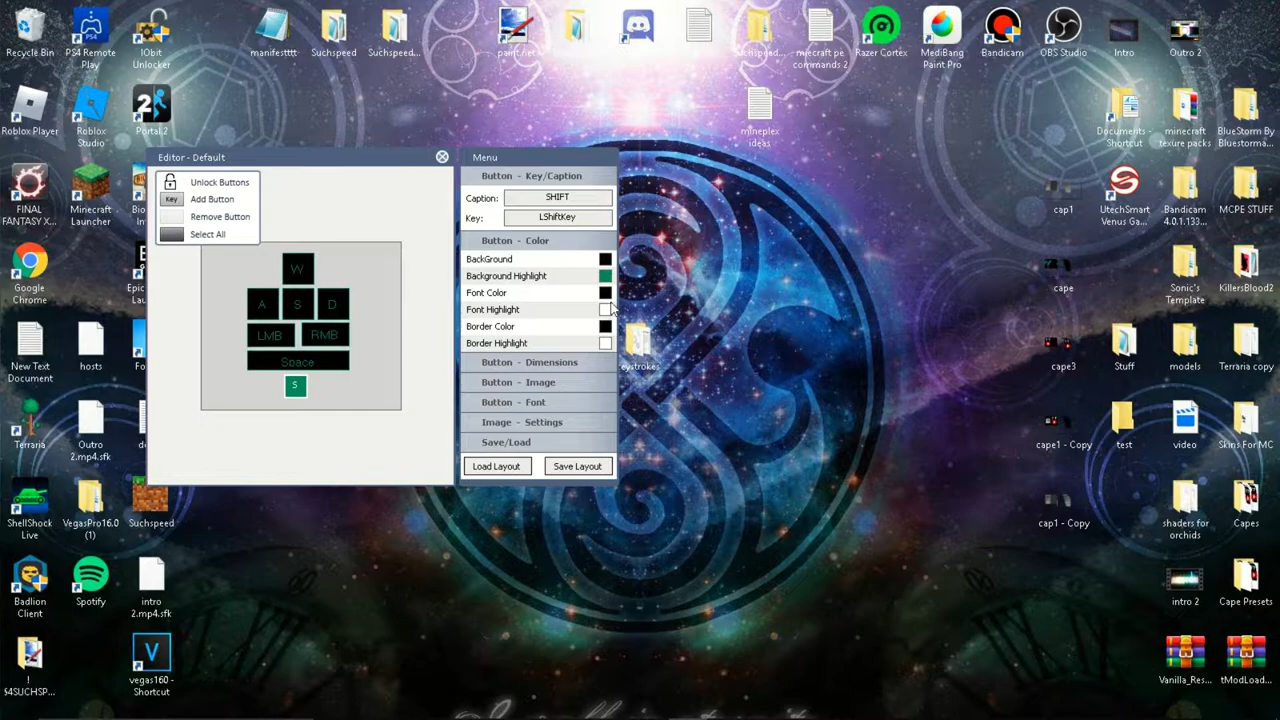 Recycle Bin
PS4 Remote
Play
IObit
Unlocker
manifestttt
Suchspeed
Suchspeed...
paint.net
suchspeed...
miecraft pe
commands 2
Razer Cortex
MediBang
Paint Pro
Bandicam
OBS Studio
Intro
Outro 2
Roblox Player
Roblox
Studio
Portal 2
mineplex
ideas
Documents -
Shortcut
minecraft
texure packs
BlueStorm By
Bluestorma...
FINAL
FANTASY X...
Minecraft
Launcher
cap1
UtechSmart
Venus Ga...
Bandicam
4.0.1.133...
MCPE STUFF
Google
Chrome
cape
Sonic's
Template
KillersBlood2
New Text
Document
hosts
eystrokes
cape3
Stuff
models
Terraria copy
Terraria
Outro
2.mp4.sfk
cape1 - Copy
test
video
Skins For MC
ShellShock
Live
VegasPro16.0
(1)
Suchspeed
cap1 - Copy
shaders for
orchids
Capes
Badlion
Client
Spotify
intro
2.mp4.sfk
intro 2
Cape Presets
!
$4SUCHSP...
vegas160 -
Shortcut
Vanilla_Res...
tModLoad...
Editor - Default
Unlock Buttons
Key
Add Button
Remove Button
Select All
W
A
S
D
LMB
RMB
Space
S
Menu
Button - Key/Caption
Caption:
SHIFT
Key:
LShiftKey
Button - Color
BackGround
Background Highlight
Font Color
Font Highlight
Border Color
Border Highlight
Button - Dimensions
Button - Image
Button - Font
Image - Settings
Save/Load
Load Layout
Save Layout